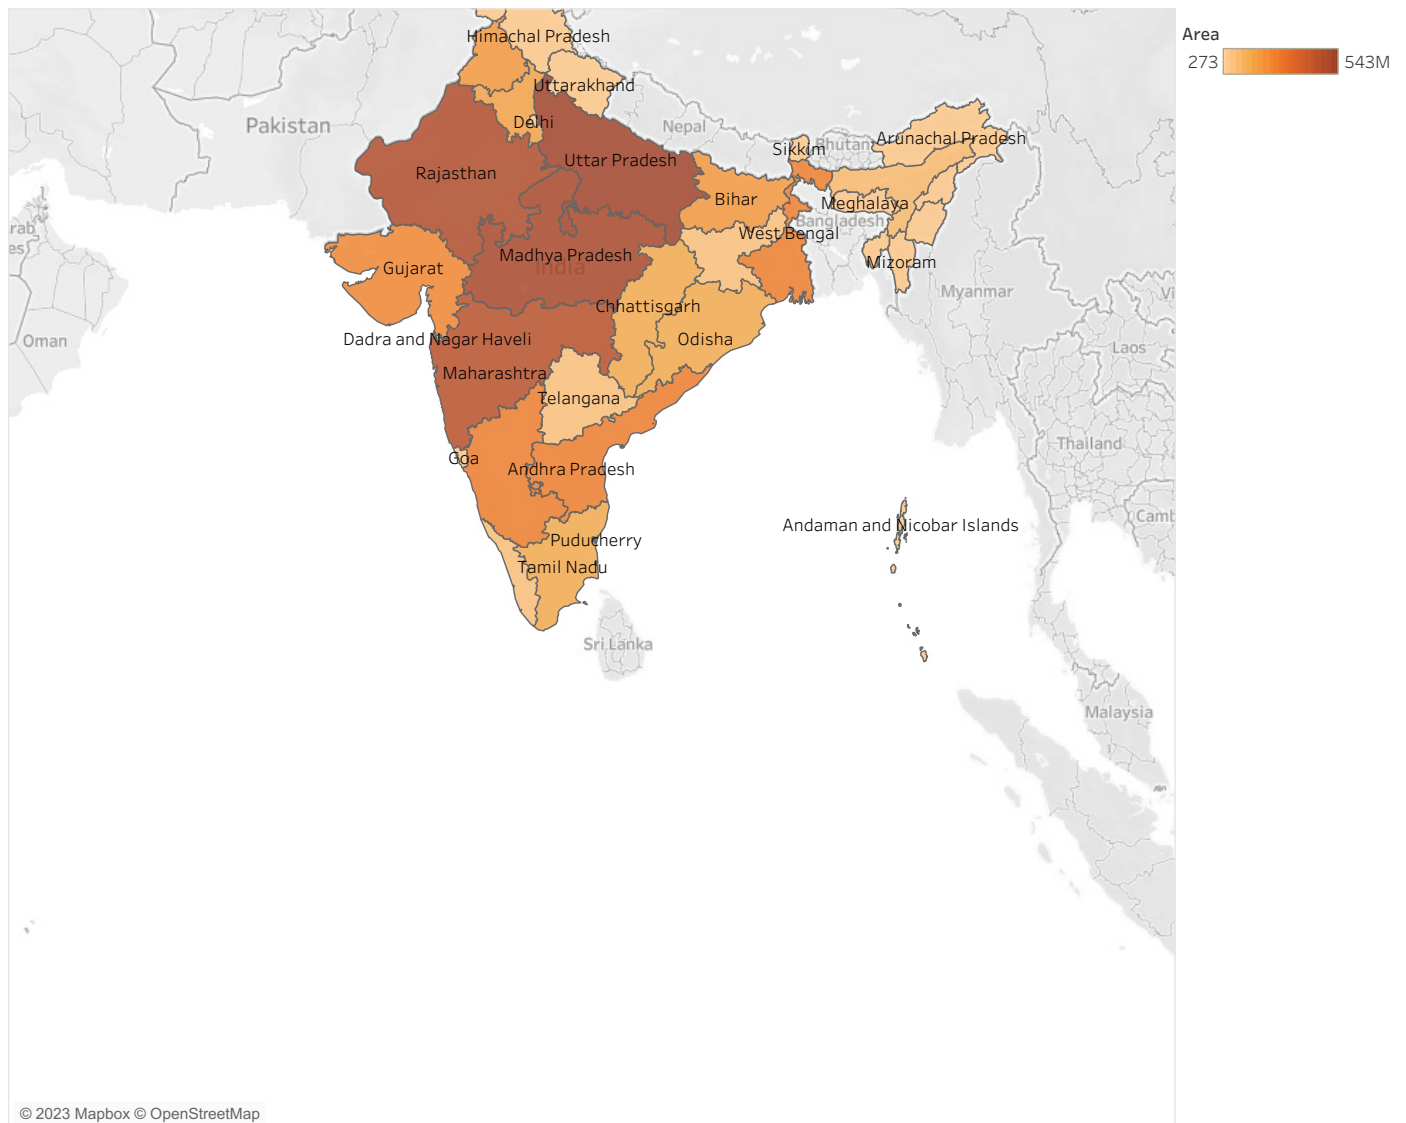 Area
273
543M
Himachal Pradesh
Uttarakhand
Pakistan
Delhi
Nepal
Arunachal Pradesh
Sikkim
Bhutan
Uttar Pradesh
Rajasthan
Bihar
Meghalaya
Bangladesh
West Bengal
Madhya Pradesh
India
Gujarat
Mizoram
Myanmar
Vi
Chhattisgarh
Dadra and Nagar Haveli
Odisha
Oman
Laos
Maharashtra
Telangana
Thailand
Goa
Andhra Pradesh
Camb
Andaman and Nicobar Islands
Puducherry
Tamil Nadu
Sri Lanka
Malaysia
© 2023 Mapbox © OpenStreetMap